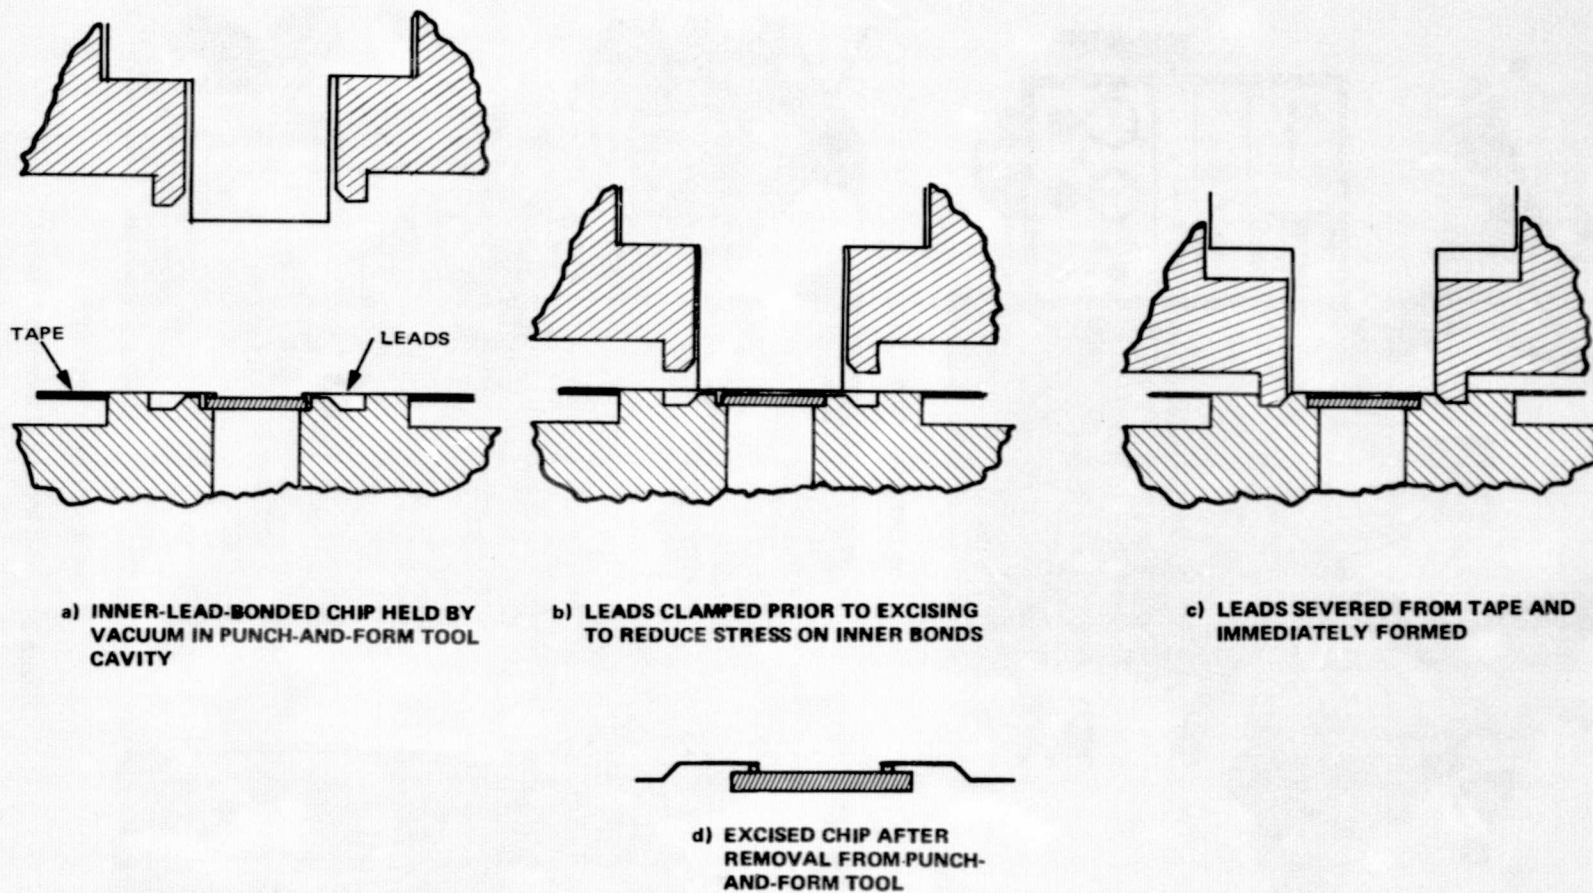 TAPE
LEADS
a) INNER-LEAD-BONDED CHIP HELD BY
VACUUM IN PUNCH-AND-FORM TOOL
CAVITY
b) LEADS CLAMPED PRIOR TO EXCISING
TO REDUCE STRESS ON INNER BONDS
c) LEADS SEVERED FROM TAPE AND
IMMEDIATELY FORMED
d) EXCISED CHIP AFTER
REMOVAL FROM PUNCH-
AND-FORM TOOL